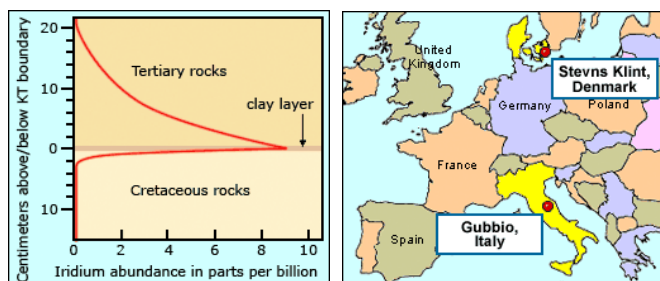 Centimeters above/below KT boundary
20
10
0
10
Tertiary rocks
clay layer
Cretaceous rocks
0 2 4 6 8 10
Iridium abundance in parts per billion
United
Kingdom
Stevns Klint,
Denmark
Germany
Poland
France
Gubbio,
Italy
Spain